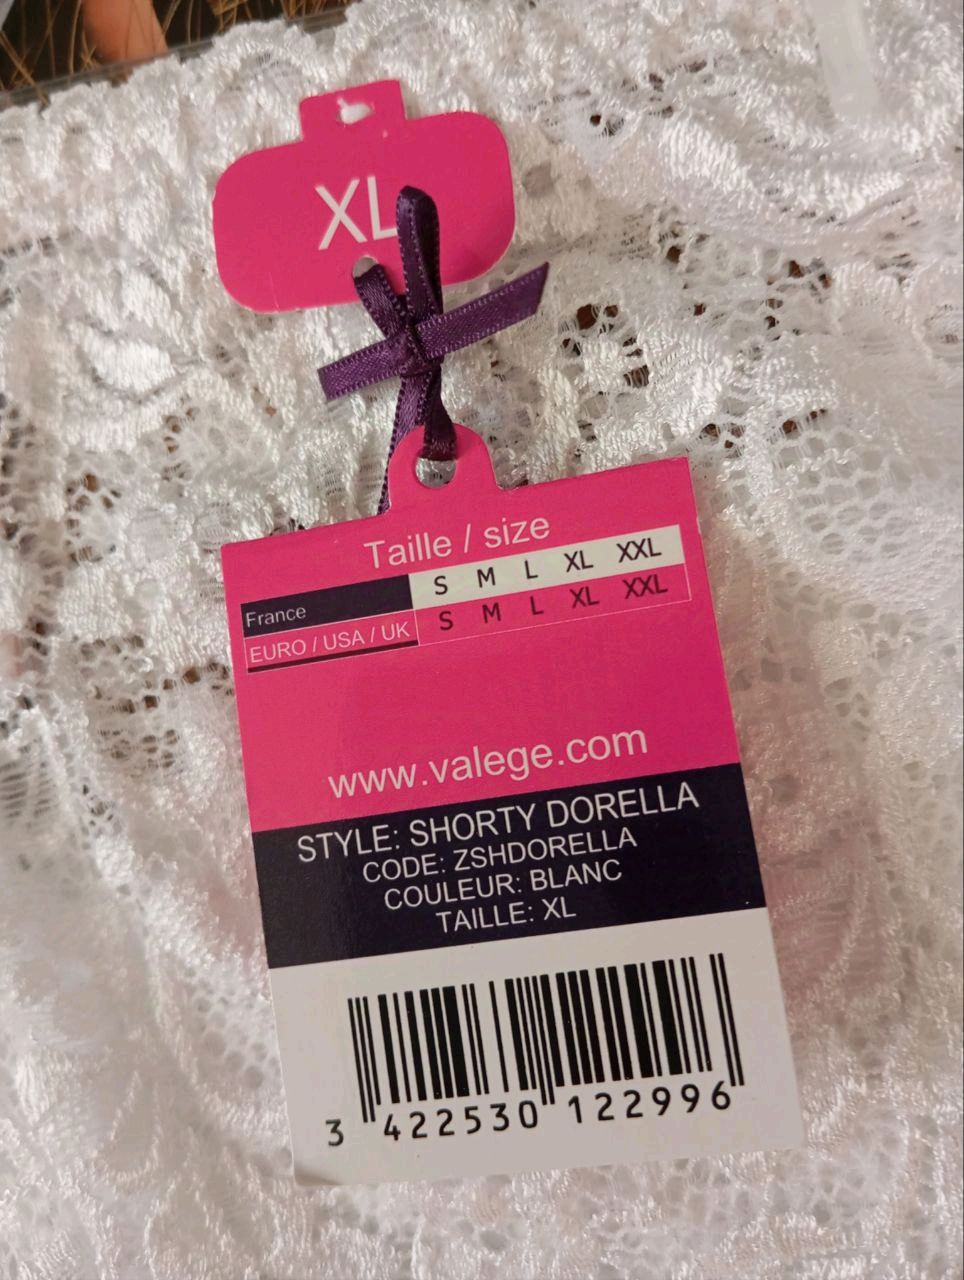 XL
Taille / size
France S M L XL XXL
EURO / USA / UK S M L XL XXL
www.valege.com
STYLE: SHORTY DORELLA
CODE: ZSHDORELLA
COULEUR: BLANC
TAILLE: XL
3 422530 122996